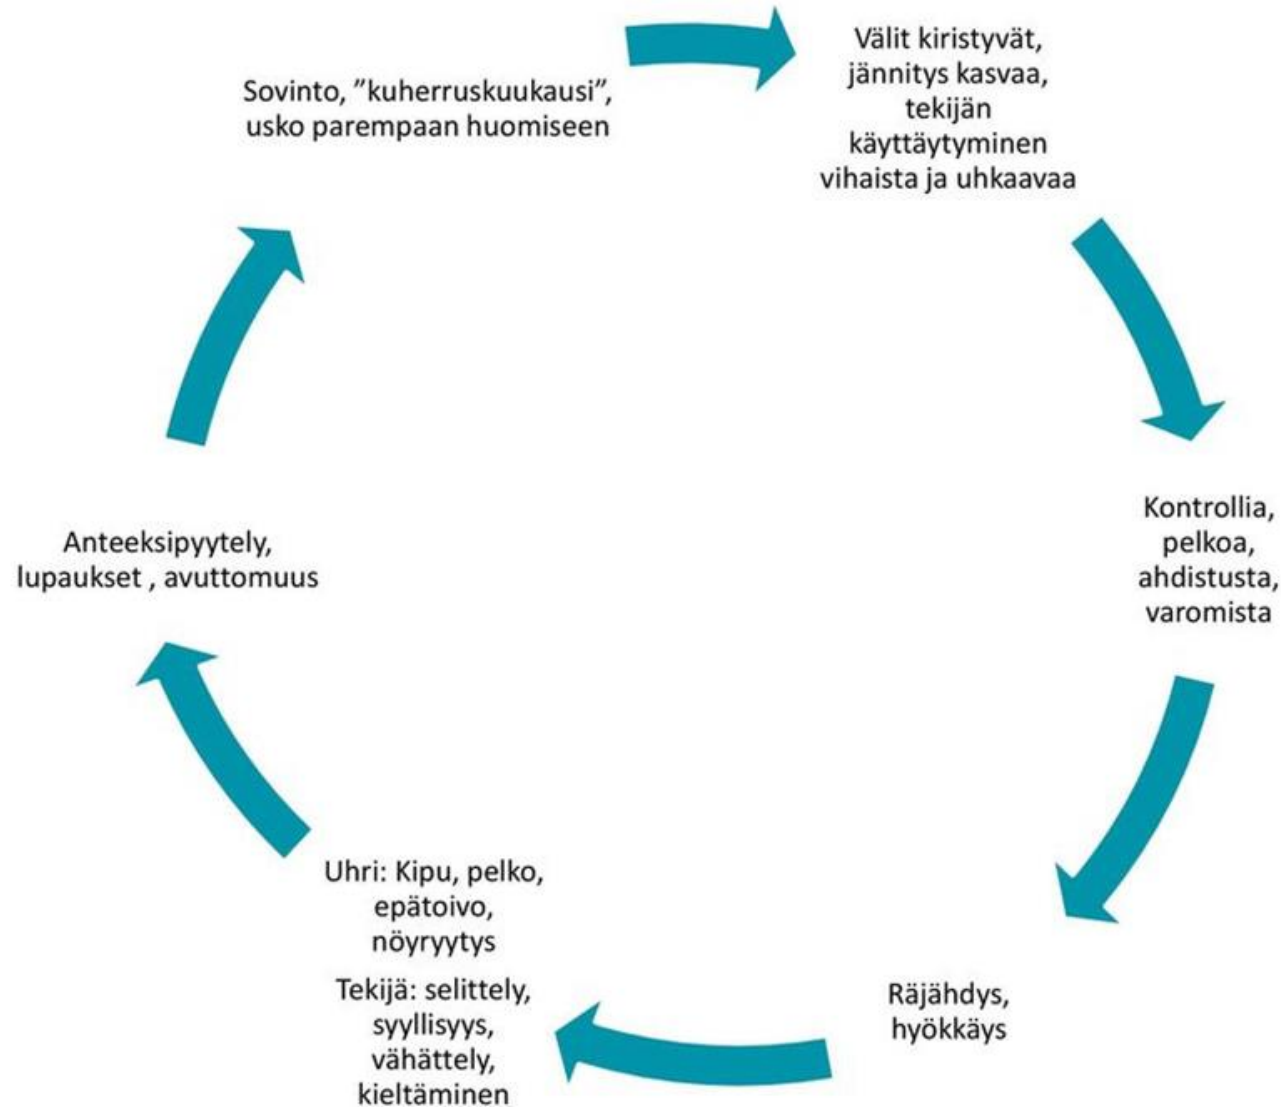 Sovinto, ”kuherruskuukausi”,
usko parempaan huomiseen
Välit kiristyvät,
jännitys kasvaa,
tekijän
käyttäytyminen
vihaista ja uhkaavaa
Kontrollia,
pelkoa,
ahdistusta,
varomista
Räjähdys,
hyökkäys
Uhri: Kipu, pelko,
epätoivo,
nöyryytys
Tekijä: selittely,
syyllisyys,
vähättely,
kieltäminen
Anteeksipyytely,
lupaukset , avuttomuus